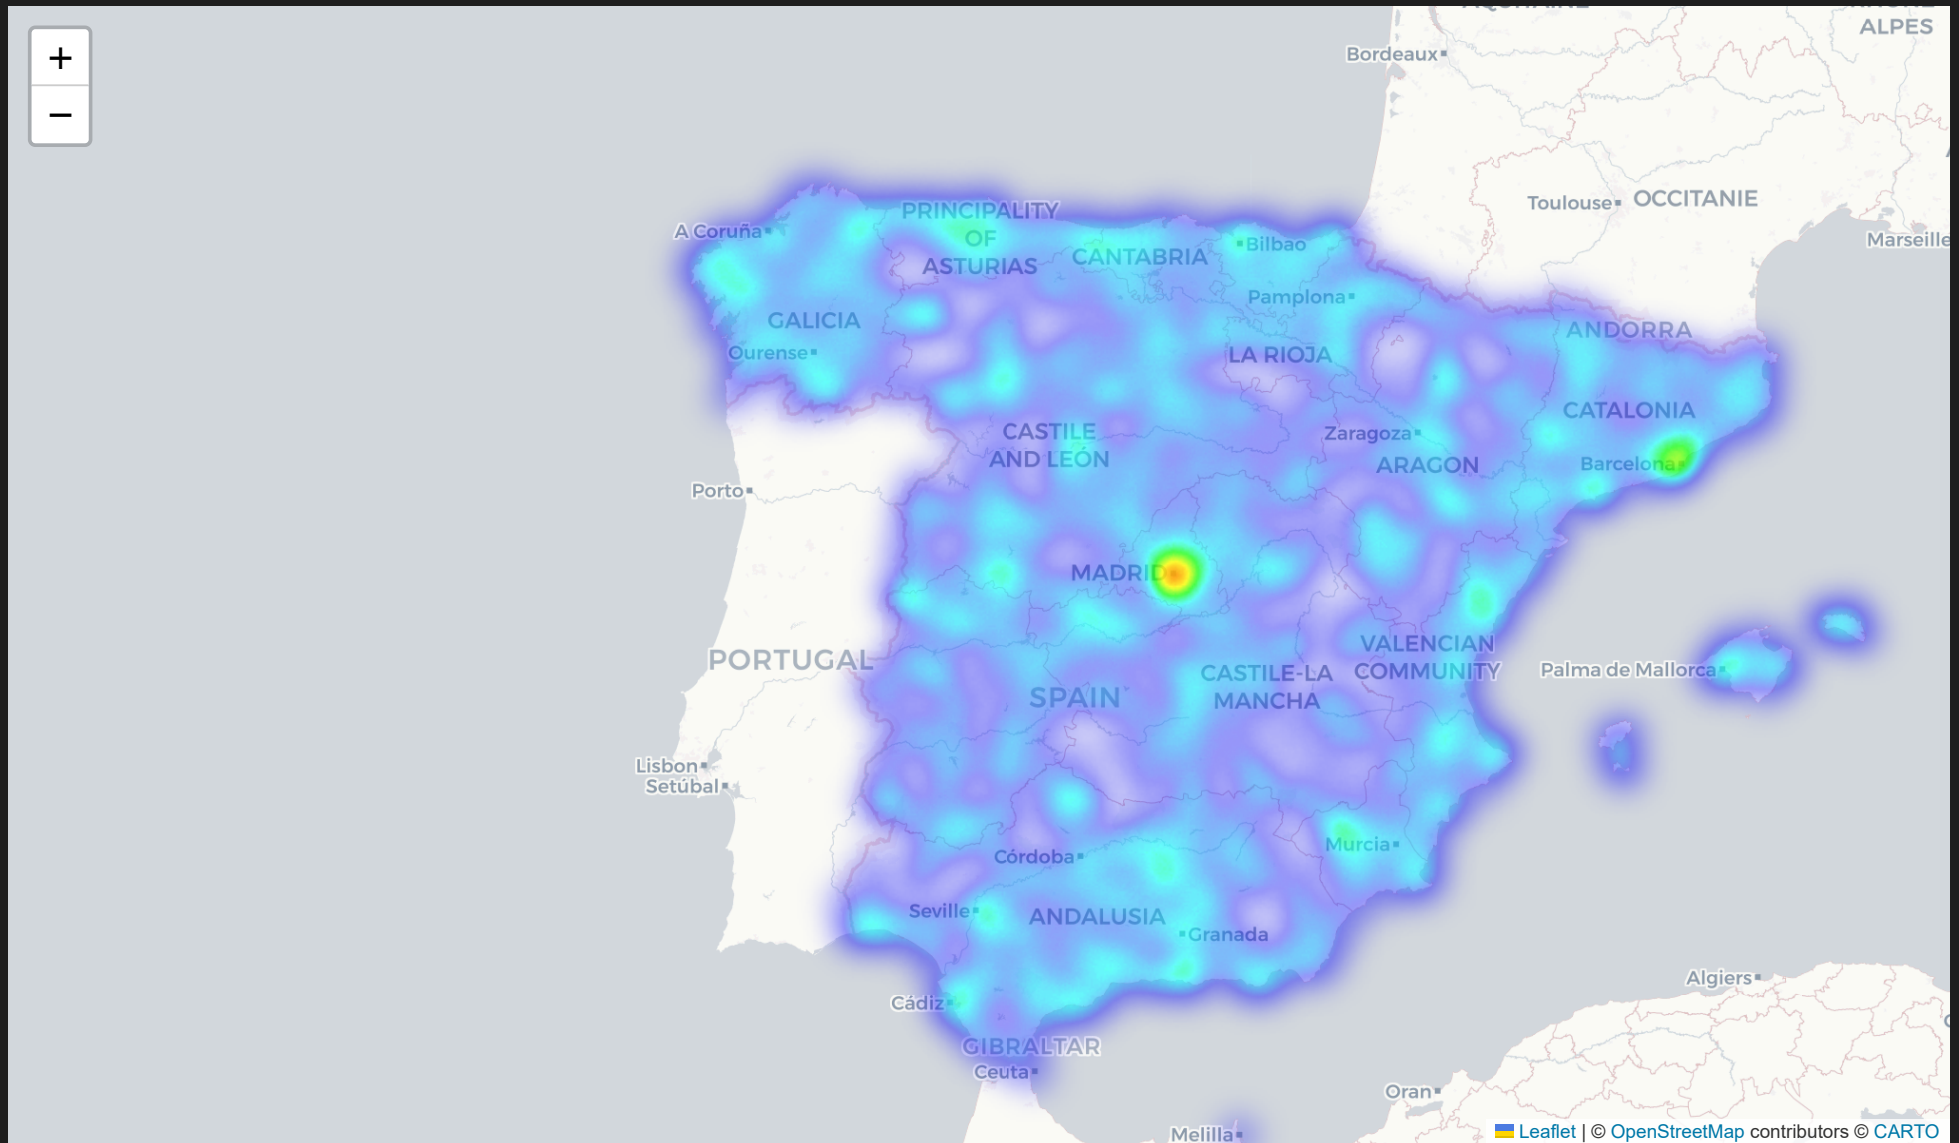 +
−
ALPES
Bordeaux
Toulouse
OCCITANIE
PRINCIPALITY
OF
ASTURIAS
A Coruña
CANTABRIA
Bilbao
Marseille
Pamplona
GALICIA
ANDORRA
Ourense
LA RIOJA
CATALONIA
CASTILE
AND LEÓN
Zaragoza
ARAGON
Barcelona
Porto
MADRID
PORTUGAL
VALENCIAN
COMMUNITY
CASTILE-LA
MANCHA
Palma de Mallorca
SPAIN
Lisbon
Setúbal
Murcia
Córdoba
Seville
ANDALUSIA
Granada
Algiers
Cádiz
GIBRALTAR
Ceuta
Oran
Melilla
Leaflet | © OpenStreetMap contributors © CARTO